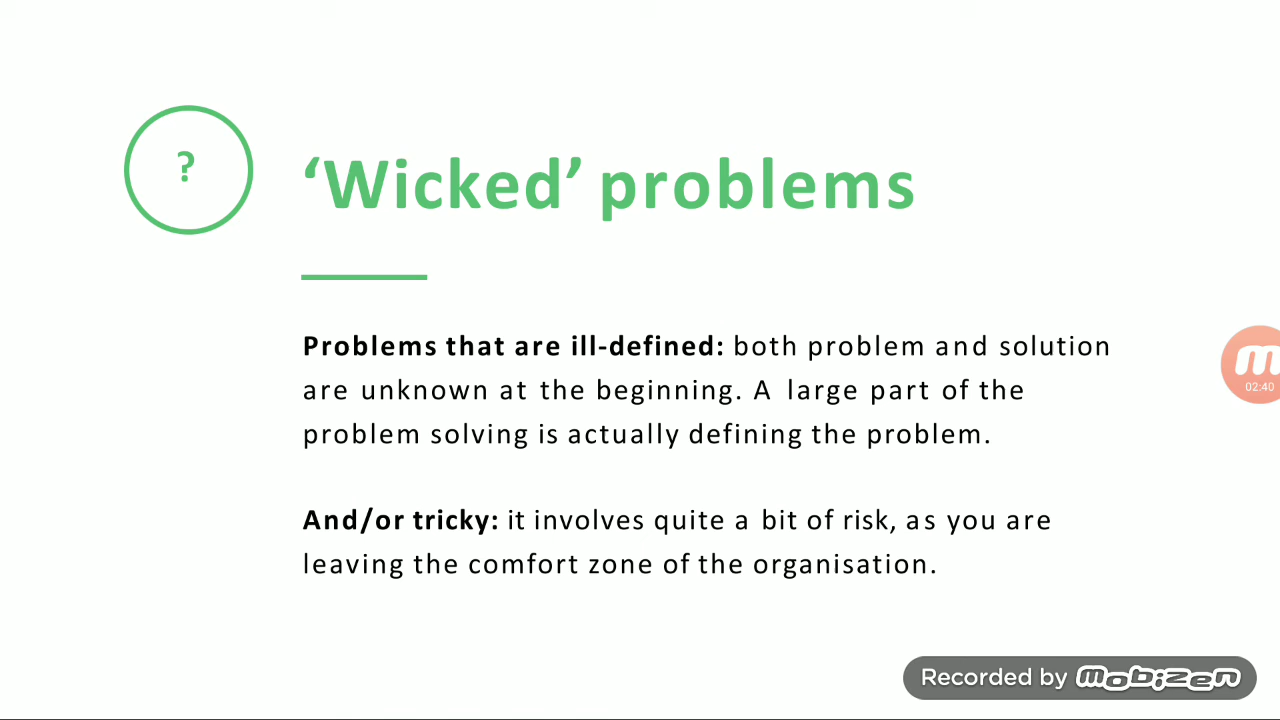 ?
‘Wicked’ problems
Problems that are ill-defined: both problem and solution
are unknown at the beginning. A large part of the
problem solving is actually defining the problem.
And/or tricky: it involves quite a bit of risk, as you are
leaving the comfort zone of the organisation.
m
02:40
Recorded by mobizen